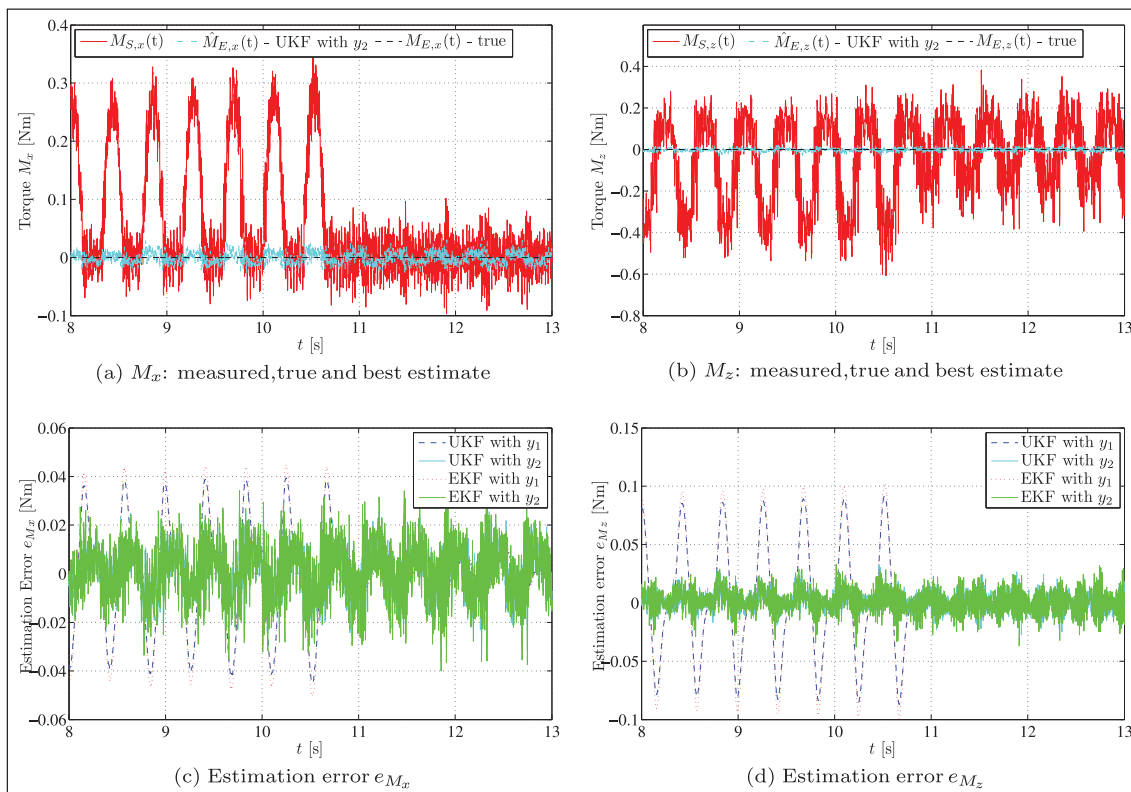 M_{S,x}(t) M̂_{E,x}(t) - UKF with y_2 M_{E,x}(t) - true
Torque M_x [Nm]
0.4
0.3
0.2
0.1
0
−0.1
8 9 10 11 12 13
t [s]
(a) M_x: measured,true and best estimate
M_{S,z}(t) M̂_{E,z}(t) - UKF with y_2 M_{E,z}(t) - true
Torque M_z [Nm]
0.4
0.2
0
−0.2
−0.4
−0.6
−0.8
8 9 10 11 12 13
t [s]
(b) M_z: measured,true and best estimate
UKF with y_1
UKF with y_2
EKF with y_1
EKF with y_2
Estimation Error e_{M_x} [Nm]
0.06
0.04
0.02
0
−0.02
−0.04
−0.06
8 9 10 11 12 13
t [s]
(c) Estimation error e_{M_x}
UKF with y_1
UKF with y_2
EKF with y_1
EKF with y_2
Estimation error e_{M_z} [Nm]
0.15
0.1
0.05
0
−0.05
−0.1
8 9 10 11 12 13
t [s]
(d) Estimation error e_{M_z}